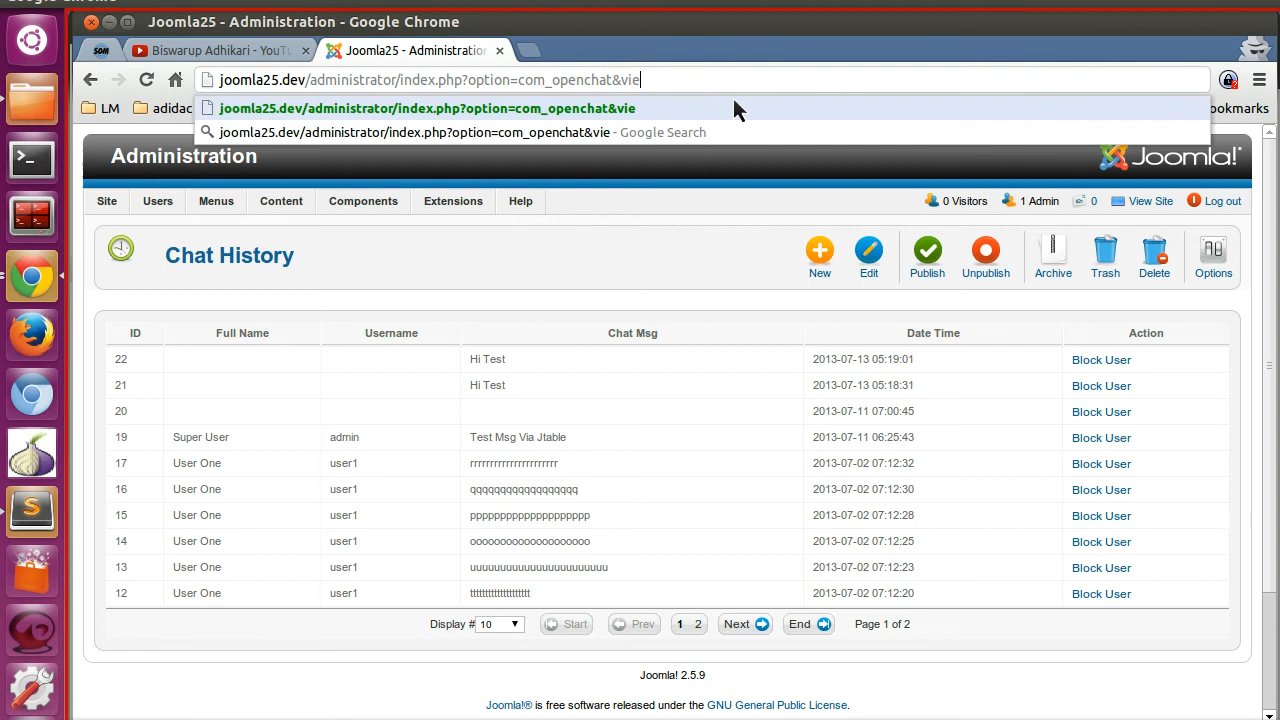 Joomla25 - Administration - Google Chrome
SOM
Biswarup Adhikari - YouTu
Joomla25 - Administration
joomla25.dev/administrator/index.php?option=com_openchat&vie
LM
adidac
ookmarks
joomla25.dev/administrator/index.php?option=com_openchat&vie
joomla25.dev/administrator/index.php?option=com_openchat&vie - Google Search
Administration
Joomla!
Site Users Menus Content Components Extensions Help 0 Visitors 1 Admin 0 View Site Log out
Chat History
New Edit Publish Unpublish Archive Trash Delete Options
ID Full Name Username Chat Msg Date Time Action
22 Hi Test 2013-07-13 05:19:01 Block User
21 Hi Test 2013-07-13 05:18:31 Block User
20 2013-07-11 07:00:45 Block User
19 Super User admin Test Msg Via Jtable 2013-07-11 06:25:43 Block User
17 User One user1 rrrrrrrrrrrrrrrrrrrrrr 2013-07-02 07:12:32 Block User
16 User One user1 qqqqqqqqqqqqqqqqqq 2013-07-02 07:12:30 Block User
15 User One user1 pppppppppppppppppppp 2013-07-02 07:12:28 Block User
14 User One user1 oooooooooooooooooooo 2013-07-02 07:12:25 Block User
13 User One user1 uuuuuuuuuuuuuuuuuuuuuuu 2013-07-02 07:12:23 Block User
12 User One user1 tttttttttttttttttttt 2013-07-02 07:12:20 Block User
Display # 10 Start Prev 1 2 Next End Page 1 of 2
Joomla! 2.5.9
Joomla!® is free software released under the GNU General Public License.